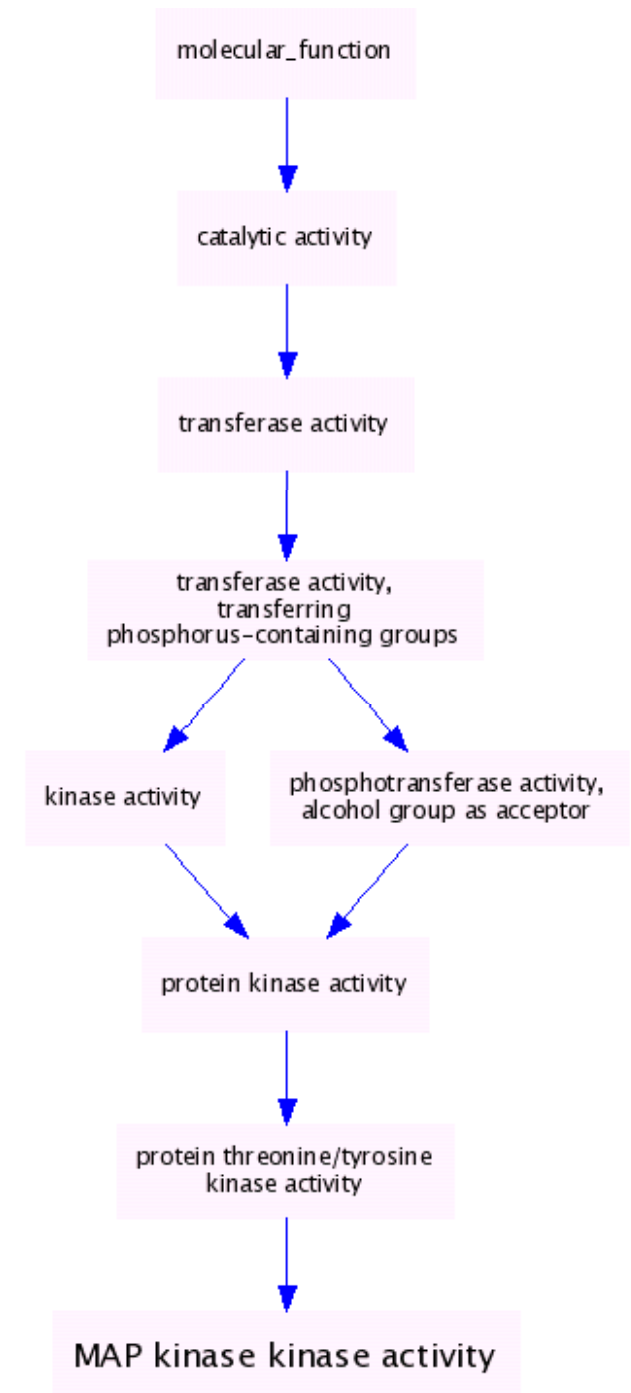 molecular_function
catalytic activity
transferase activity
transferase activity,
transferring
phosphorus-containing groups
kinase activity
phosphotransferase activity,
alcohol group as acceptor
protein kinase activity
protein threonine/tyrosine
kinase activity
MAP kinase kinase activity